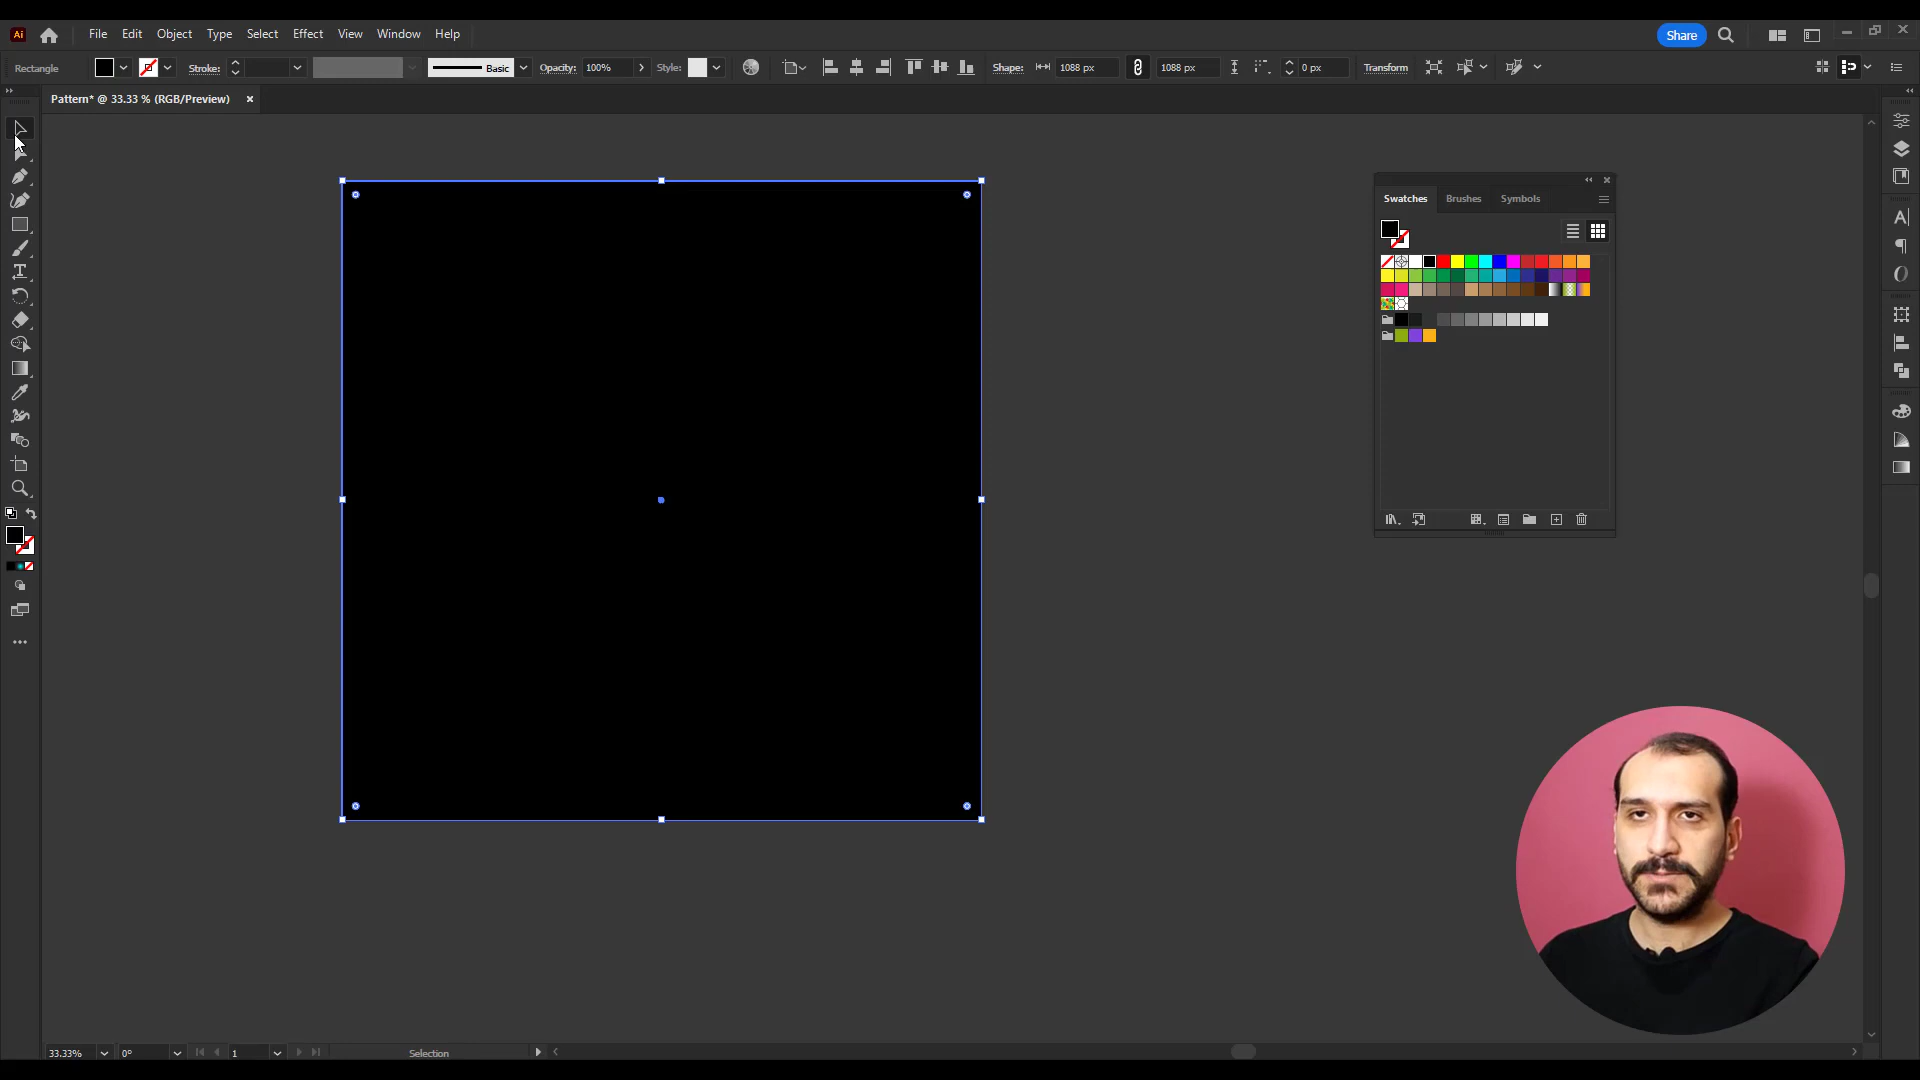 Ai File Edit Object Type Select Effect View Window Help Share
Rectangle Stroke: Basic Opacity: 100% Style: Shape: 1088 px 1088 px 0 px Transform
Pattern* @ 33.33 % (RGB/Preview)
Swatches Brushes Symbols
33.33% 0° 1 Selection